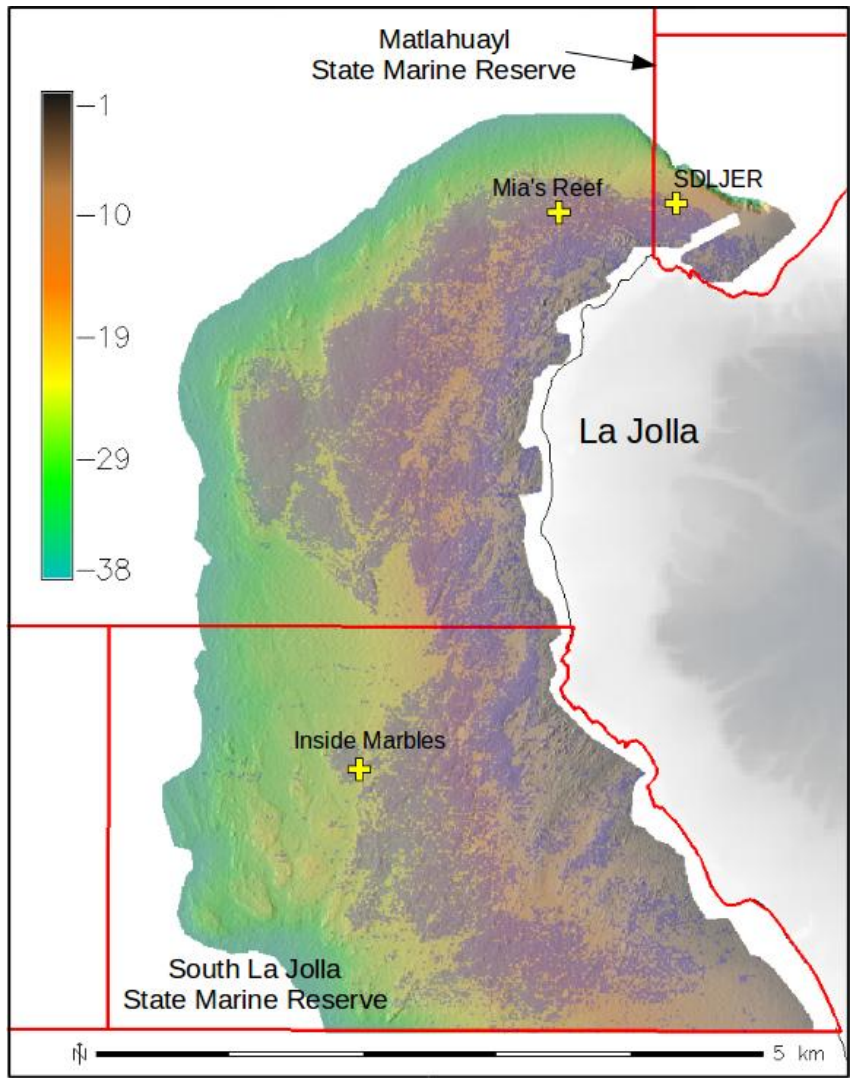 Matlahuayl
State Marine Reserve
−1
−10
−19
−29
−38
Mia's Reef
SDLJER
La Jolla
Inside Marbles
South La Jolla
State Marine Reserve
N
5 km